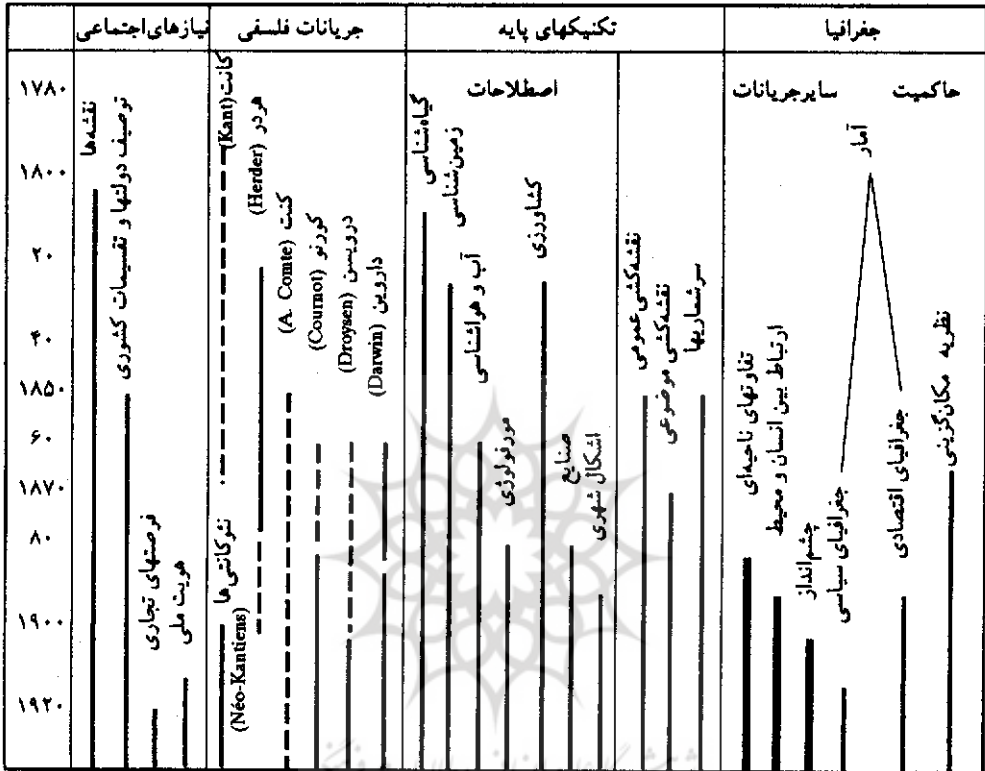 جغرافیا
تکنیکهای پایه
جریانات فلسفی
نیازهای اجتماعی
حاکمیت
سایر جریانات
اصطلاحات
۱۷۸۰
۱۸۰۰
۲۰
۴۰
۱۸۵۰
۶۰
۱۸۷۰
۸۰
۱۹۰۰
۱۹۲۰
نقشه‌ها
توصیف دولتها و تقسیمات کشوری
فرصتهای تجاری
هویت ملی
کانت (Kant)
نئوکانتی‌ها
(Néo-Kantiens)
هردر (Herder)
کنت (A. Comte)
کورنو (Cournot)
درویسن (Droysen)
داروین (Darwin)
گیاه‌شناسی
زمین‌شناسی
آب و هواشناسی
مورفولوژی
کشاورزی
صنایع
اشکال شهری
نقشه‌کشی عمومی
نقشه‌کشی موضوعی
سرشماریها
تفاوتهای ناحیه‌ای
ارتباط بین انسان و محیط
چشم‌انداز
جغرافیای سیاسی
آمار
جغرافیای اقتصادی
نظریه مکان‌گزینی